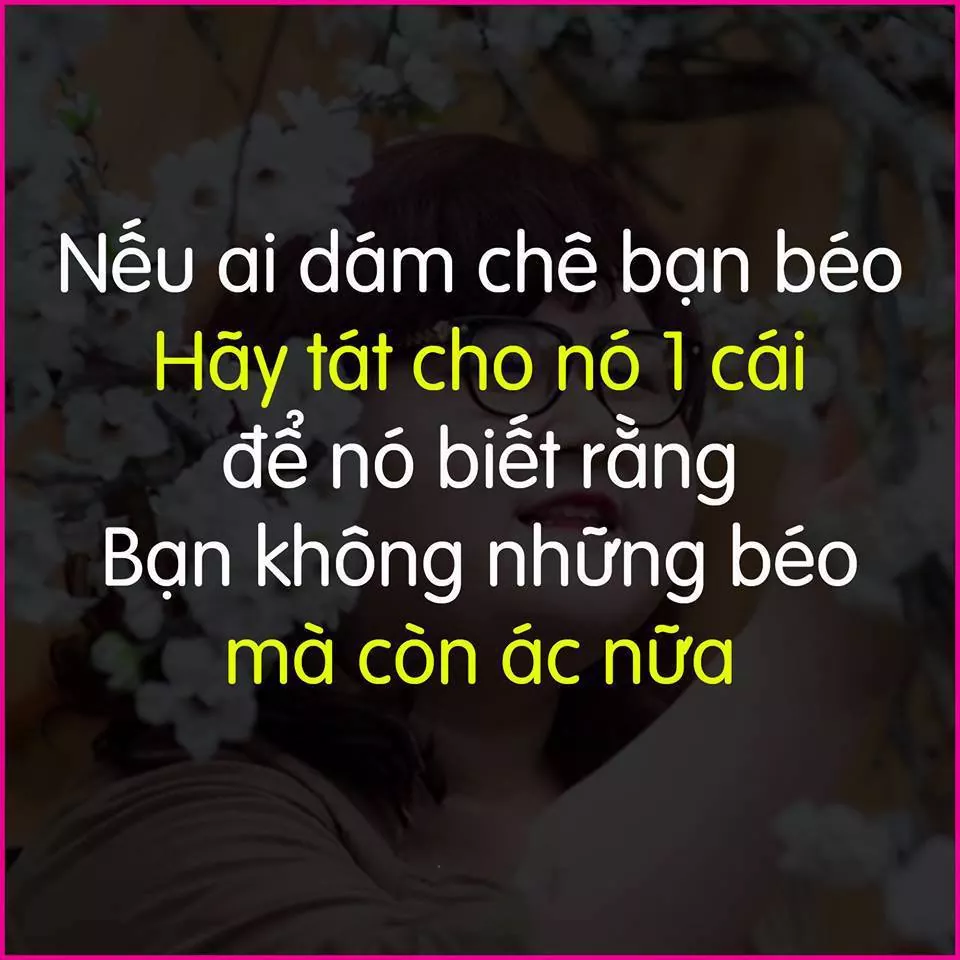 Nếu ai dám chê bạn béo
Hãy tát cho nó 1 cái
để nó biết rằng
Bạn không những béo
mà còn ác nữa